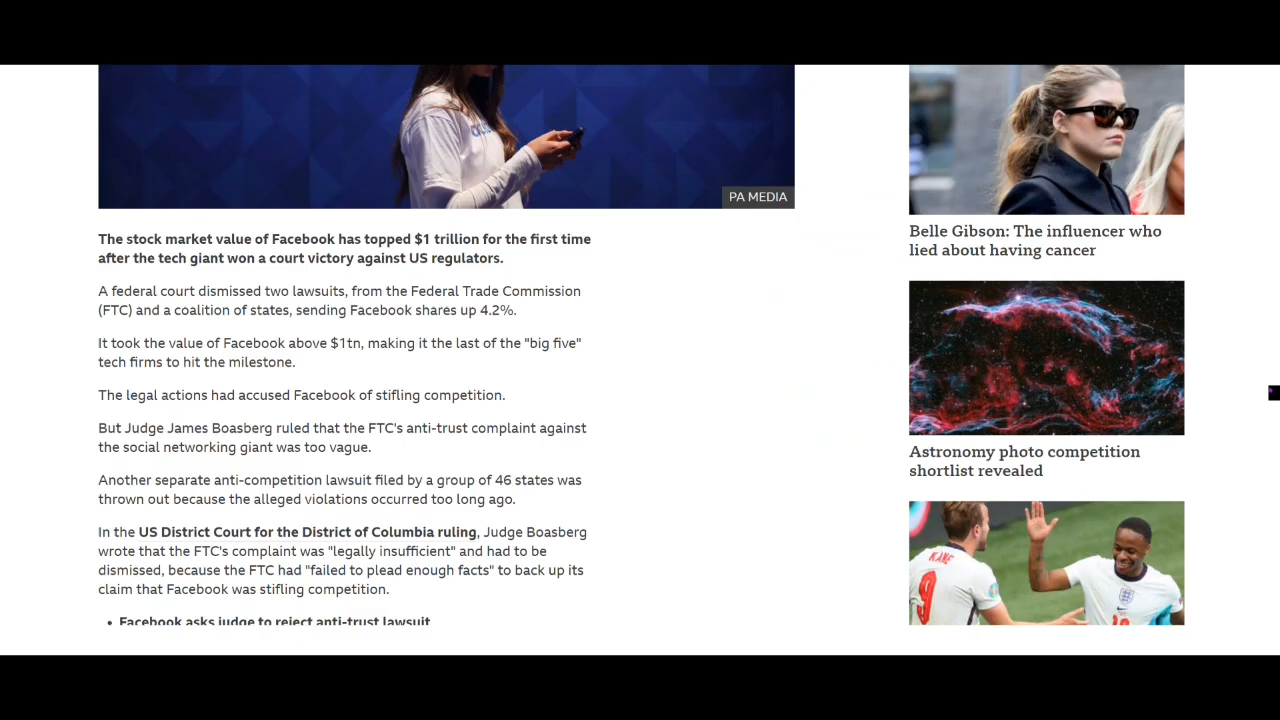 PA MEDIA
The stock market value of Facebook has topped $1 trillion for the first time
after the tech giant won a court victory against US regulators.
A federal court dismissed two lawsuits, from the Federal Trade Commission
(FTC) and a coalition of states, sending Facebook shares up 4.2%.
It took the value of Facebook above $1tn, making it the last of the "big five"
tech firms to hit the milestone.
The legal actions had accused Facebook of stifling competition.
But Judge James Boasberg ruled that the FTC's anti-trust complaint against
the social networking giant was too vague.
Another separate anti-competition lawsuit filed by a group of 46 states was
thrown out because the alleged violations occurred too long ago.
In the US District Court for the District of Columbia ruling, Judge Boasberg
wrote that the FTC's complaint was "legally insufficient" and had to be
dismissed, because the FTC had "failed to plead enough facts" to back up its
claim that Facebook was stifling competition.
• Facebook asks judge to reject anti-trust lawsuit
Belle Gibson: The influencer who
lied about having cancer
Astronomy photo competition
shortlist revealed
KANE
9